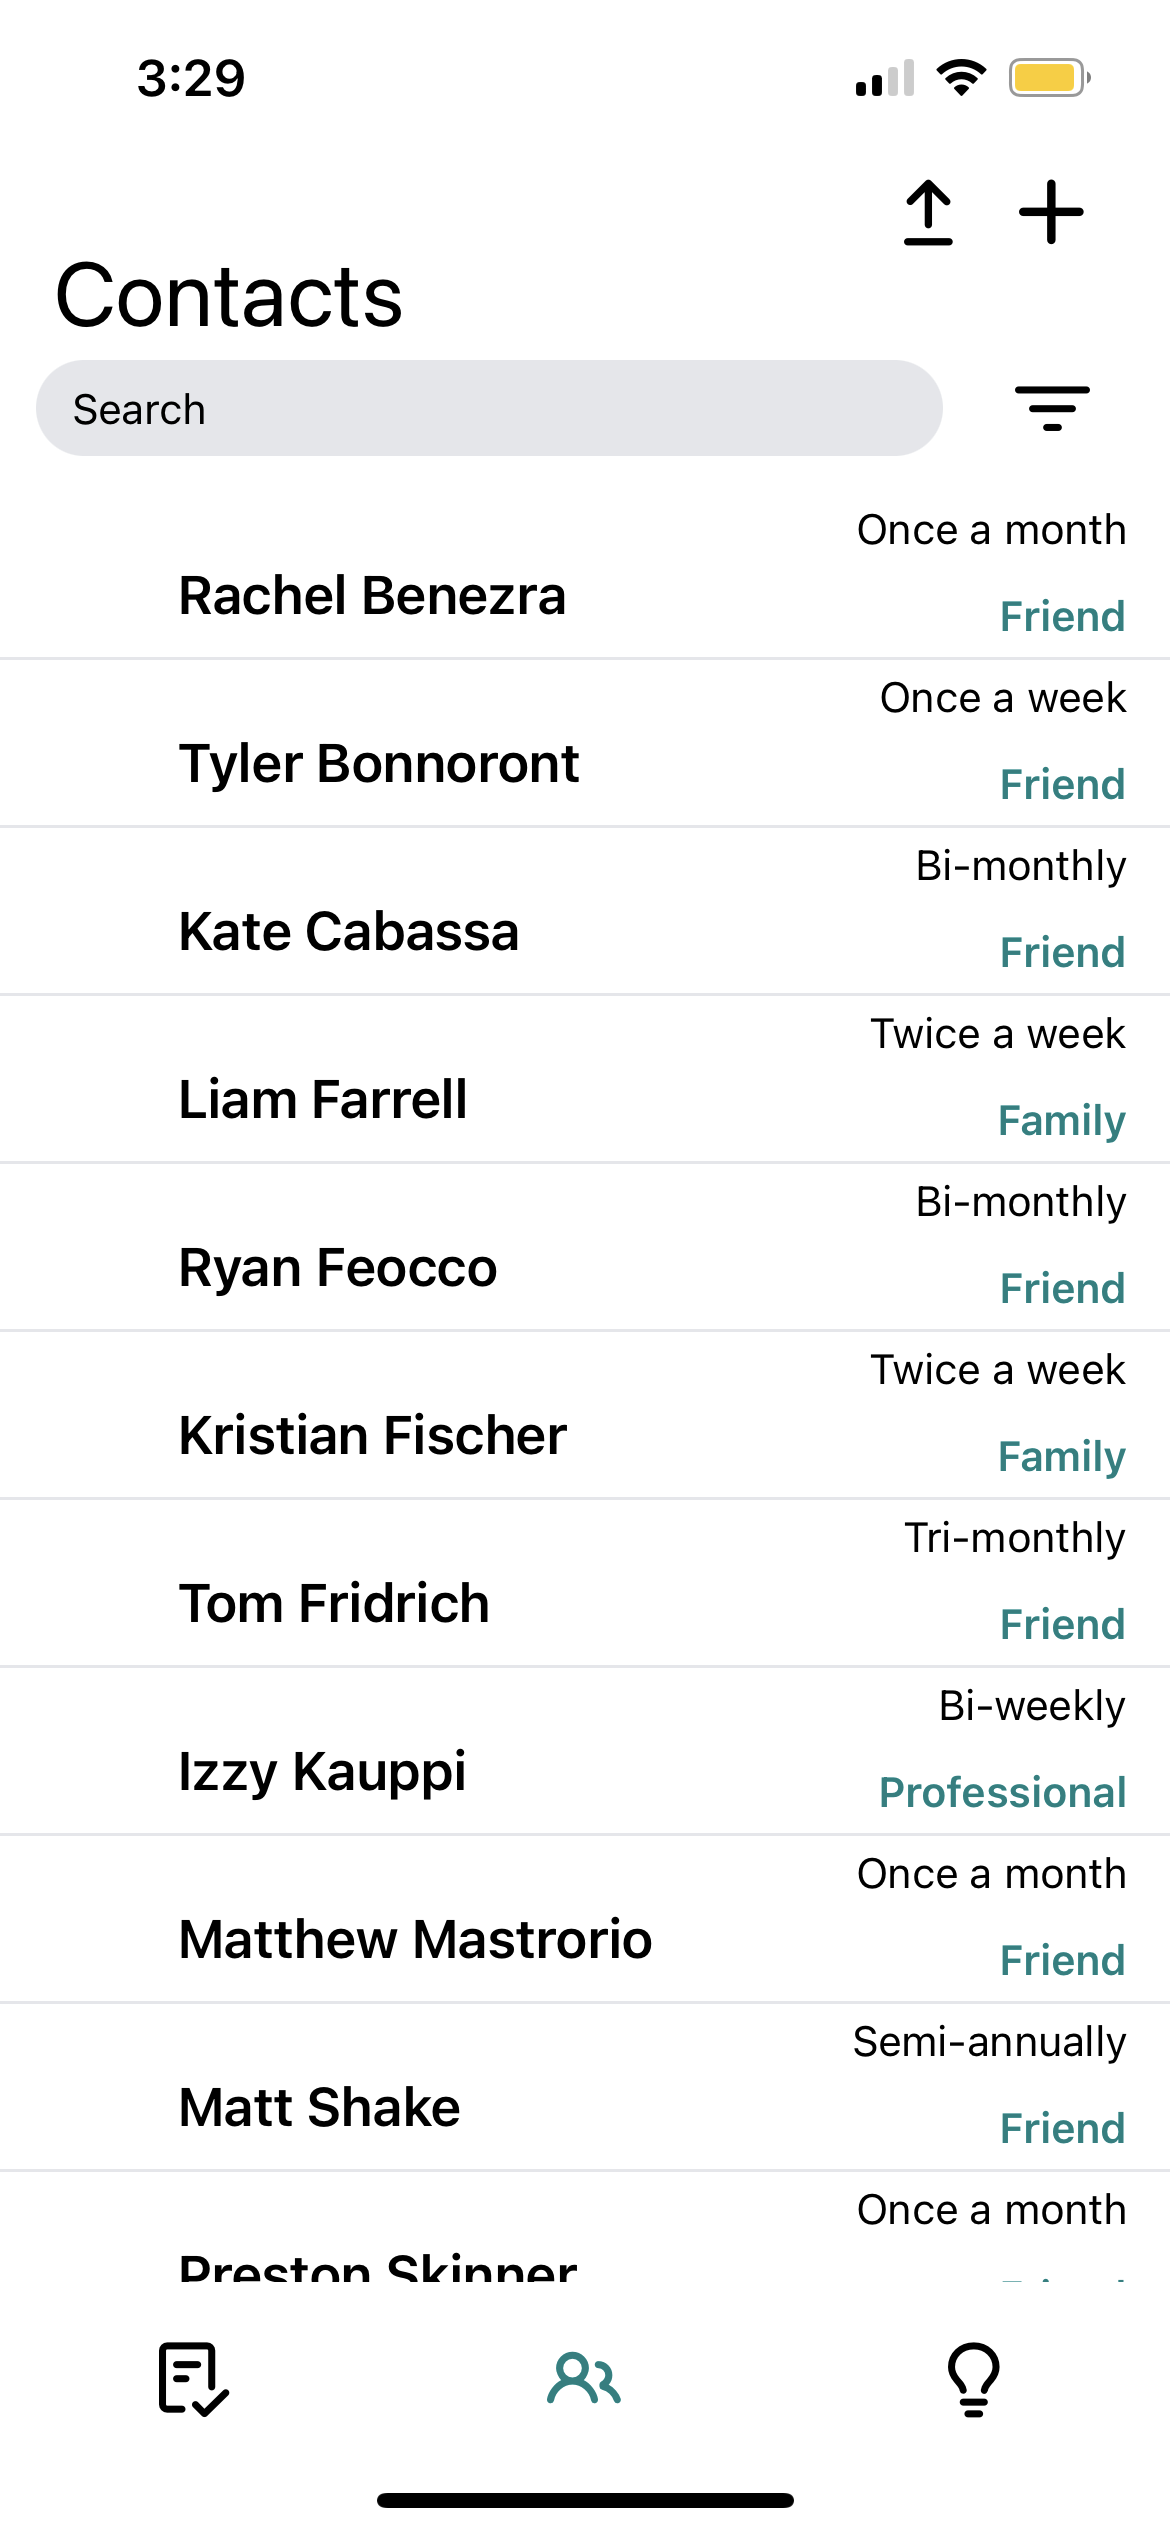 3:29
Contacts
Search
Once a month
Rachel Benezra
Friend
Once a week
Tyler Bonnoront
Friend
Bi-monthly
Kate Cabassa
Friend
Twice a week
Liam Farrell
Family
Bi-monthly
Ryan Feocco
Friend
Twice a week
Kristian Fischer
Family
Tri-monthly
Tom Fridrich
Friend
Bi-weekly
Izzy Kauppi
Professional
Once a month
Matthew Mastrorio
Friend
Semi-annually
Matt Shake
Friend
Once a month
Preston Skinner